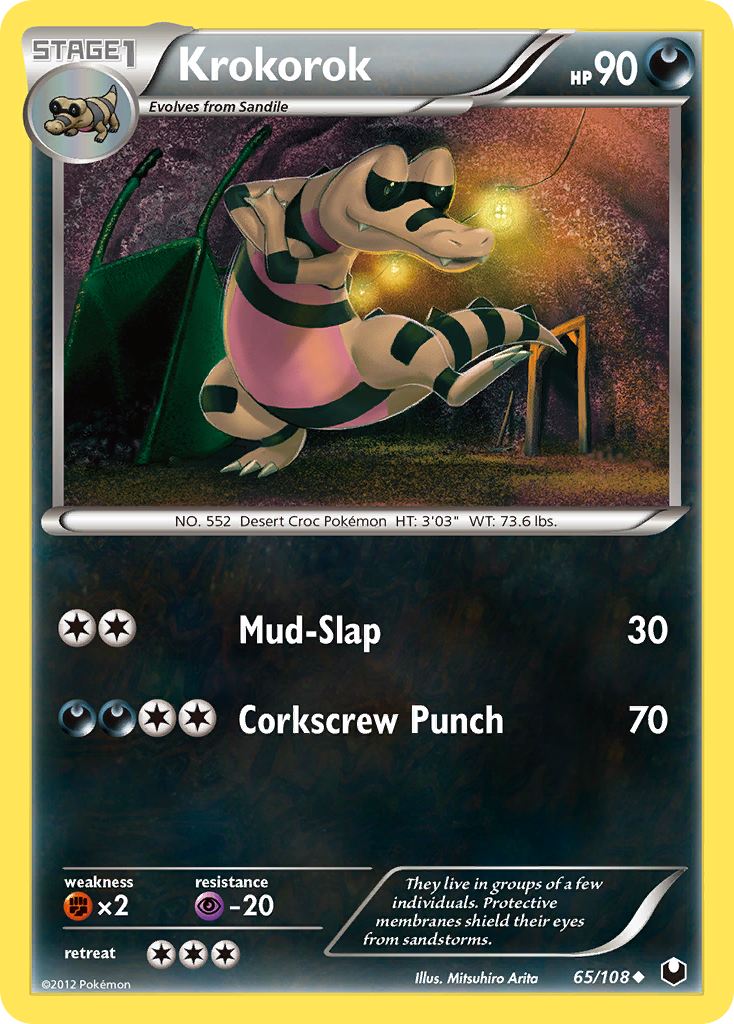 STAGE1
Krokorok
HP 90
Evolves from Sandile
NO. 552 Desert Croc Pokémon HT: 3'03" WT: 73.6 lbs.
Mud-Slap 30
Corkscrew Punch 70
weakness resistance
×2 -20
retreat
They live in groups of a few
individuals. Protective
membranes shield their eyes
from sandstorms.
©2012 Pokémon
Illus. Mitsuhiro Arita 65/108